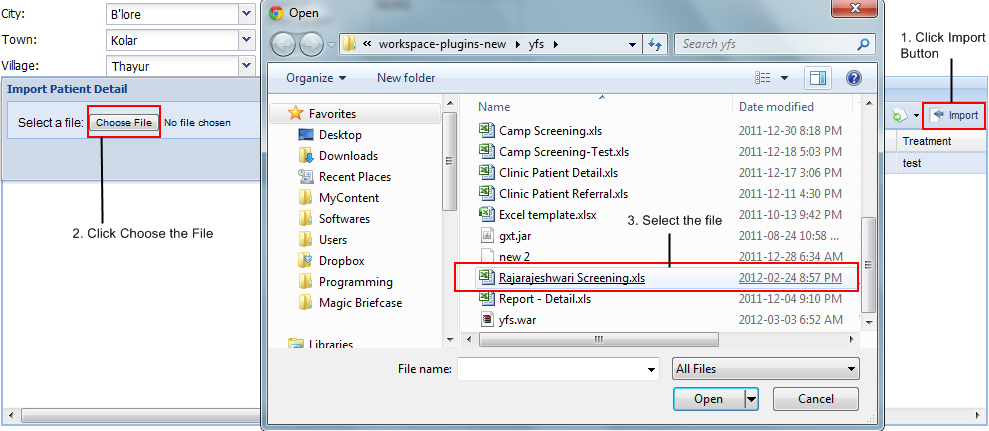 City: B'lore
Town: Kolar
Village: Thayur
Import Patient Detail
Select a file: Choose File No file chosen
2. Click Choose the File
Open
workspace-plugins-new yfs
Search yfs
Organize New folder
Favorites
Desktop
Downloads
Recent Places
MyContent
Softwares
Users
Dropbox
Programming
Magic Briefcase
Libraries
Name Date modified
Camp Screening.xls 2011-12-30 8:18 PM
Camp Screening-Test.xls 2011-12-18 5:03 PM
Clinic Patient Detail.xls 2011-12-17 3:06 PM
Clinic Patient Referral.xls 2011-12-11 4:30 PM
Excel template.xlsx 2011-10-13 9:42 PM
3. Select the file
gxt.jar 2011-08-24 10:58 ...
new 2 2011-12-28 6:34 AM
Rajarajeshwari Screening.xls 2012-02-24 8:57 PM
Report - Detail.xls 2011-12-04 9:10 PM
yfs.war 2012-03-03 6:52 AM
File name: All Files
Open Cancel
1. Click Import
Button
Import
Treatment
test